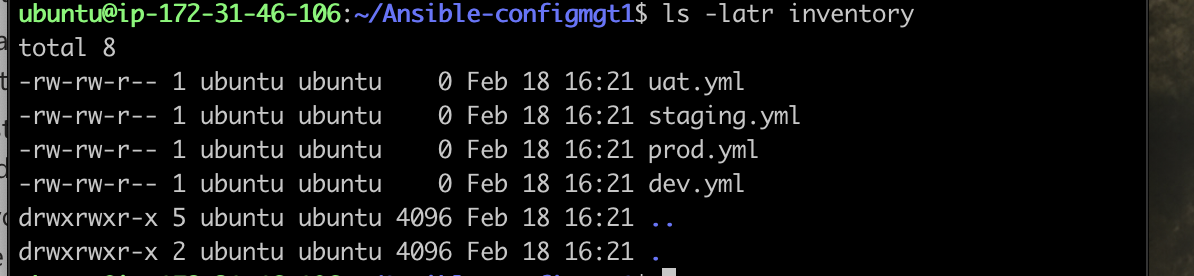 ubuntu@ip-172-31-46-106:~/Ansible-configmgt1$ ls -latr inventory
total 8
-rw-rw-r-- 1 ubuntu ubuntu    0 Feb 18 16:21 uat.yml
-rw-rw-r-- 1 ubuntu ubuntu    0 Feb 18 16:21 staging.yml
-rw-rw-r-- 1 ubuntu ubuntu    0 Feb 18 16:21 prod.yml
-rw-rw-r-- 1 ubuntu ubuntu    0 Feb 18 16:21 dev.yml
drwxrwxr-x 5 ubuntu ubuntu 4096 Feb 18 16:21 ..
drwxrwxr-x 2 ubuntu ubuntu 4096 Feb 18 16:21 .